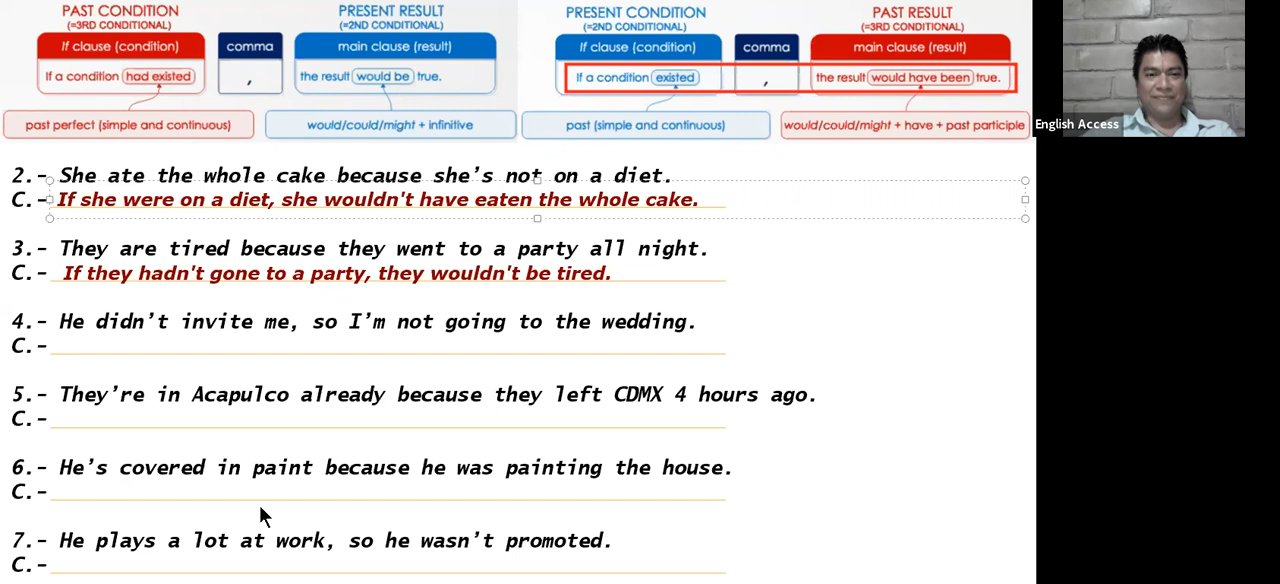 PAST CONDITION
(=3RD CONDITIONAL)
If clause (condition)
If a condition had existed
past perfect (simple and continuous)
comma
,
PRESENT RESULT
(=2ND CONDITIONAL)
main clause (result)
the result would be true.
would/could/might + infinitive
PRESENT CONDITION
(=2ND CONDITIONAL)
If clause (condition)
If a condition existed
past (simple and continuous)
comma
,
PAST RESULT
(=3RD CONDITIONAL)
main clause (result)
the result would have been true.
would/could/might + have + past participle
English Access
2.- She ate the whole cake because she's not on a diet.
C.- If she were on a diet, she wouldn't have eaten the whole cake.
3.- They are tired because they went to a party all night.
C.- If they hadn't gone to a party, they wouldn't be tired.
4.- He didn’t invite me, so I’m not going to the wedding.
C.-
5.- They’re in Acapulco already because they left CDMX 4 hours ago.
C.-
6.- He’s covered in paint because he was painting the house.
C.-
7.- He plays a lot at work, so he wasn’t promoted.
C.-